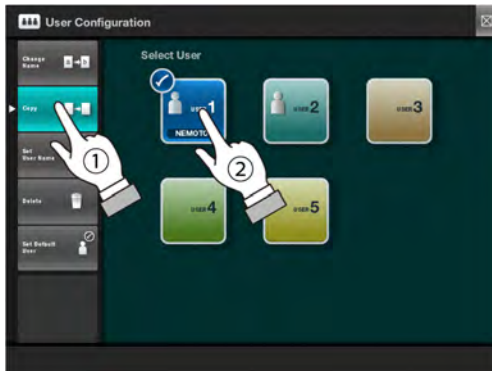 User Configuration
Change
Name
A
B
Copy
Set
User Name
Delete
Set Default
User
Select User
USER 1
NEMOTO
USER 2
USER 3
USER 4
USER 5
1
2